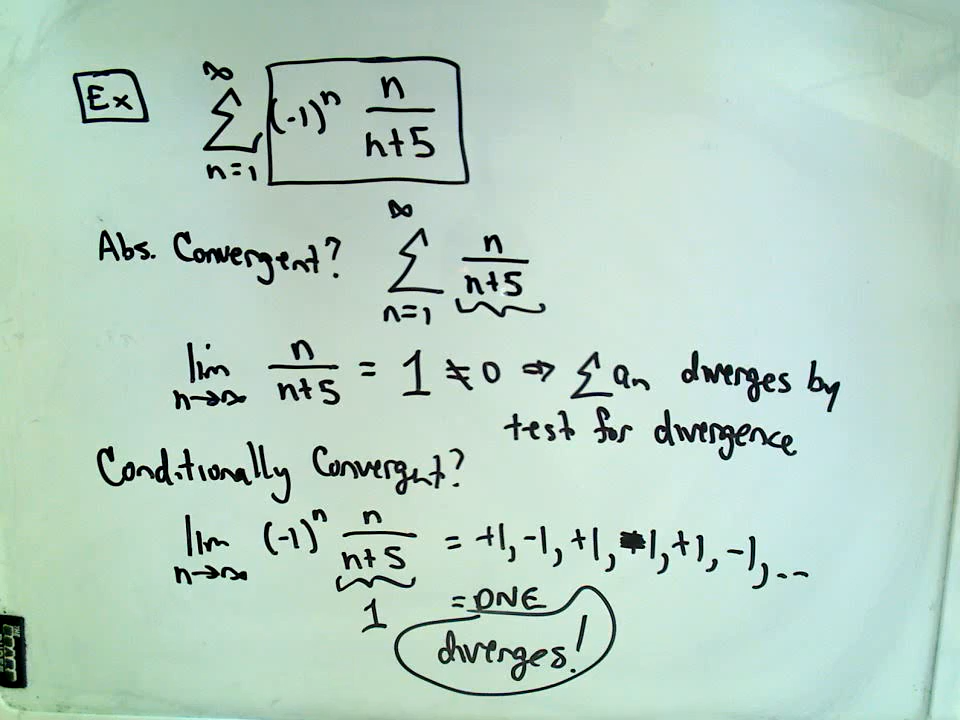 Ex ∞ Σ n=1 (-1)^n n/(n+5)
Abs. Convergent? ∞ Σ n=1 n/(n+5)
lim n→∞ n/(n+5) = 1 ≠ 0 ⇒ Σ an diverges by
test for divergence
Conditionally Convergent?
lim n→∞ (-1)^n n/(n+5) = +1, -1, +1, -1, +1, -1, ...
1 = DNE
diverges!